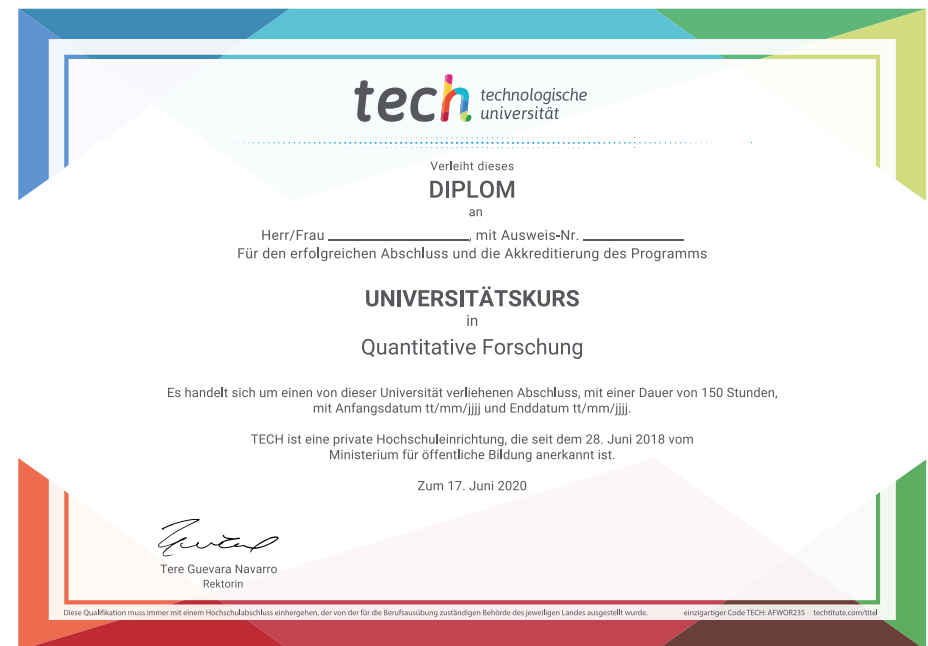 tech technologische
universität
Verleiht dieses
DIPLOM
an
Herr/Frau ____________________, mit Ausweis-Nr. ______________
Für den erfolgreichen Abschluss und die Akkreditierung des Programms
UNIVERSITÄTSKURS
in
Quantitative Forschung
Es handelt sich um einen von dieser Universität verliehenen Abschluss, mit einer Dauer von 150 Stunden,
mit Anfangsdatum tt/mm/jjjj und Enddatum tt/mm/jjjj.
TECH ist eine private Hochschuleinrichtung, die seit dem 28. Juni 2018 vom
Ministerium für öffentliche Bildung anerkannt ist.
Zum 17. Juni 2020
Tere Guevara Navarro
Rektorin
Diese Qualifikation muss immer mit einem Hochschulabschluss einhergehen, der von der für die Berufsausübung zuständigen Behörde des jeweiligen Landes ausgestellt wurde. einzigartiger Code TECH: AFWOR23S techtitute.com/titel